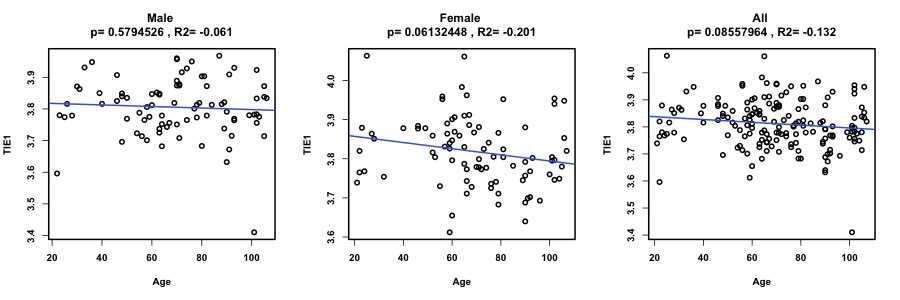 Male
p= 0.5794526 , R2= -0.061
TIE1
3.9
3.8
3.7
3.6
3.5
3.4
20 40 60 80 100
Age
Female
p= 0.06132448 , R2= -0.201
TIE1
4.0
3.9
3.8
3.7
3.6
20 40 60 80 100
Age
All
p= 0.08557964 , R2= -0.132
TIE1
4.0
3.9
3.8
3.7
3.6
3.5
3.4
20 40 60 80 100
Age